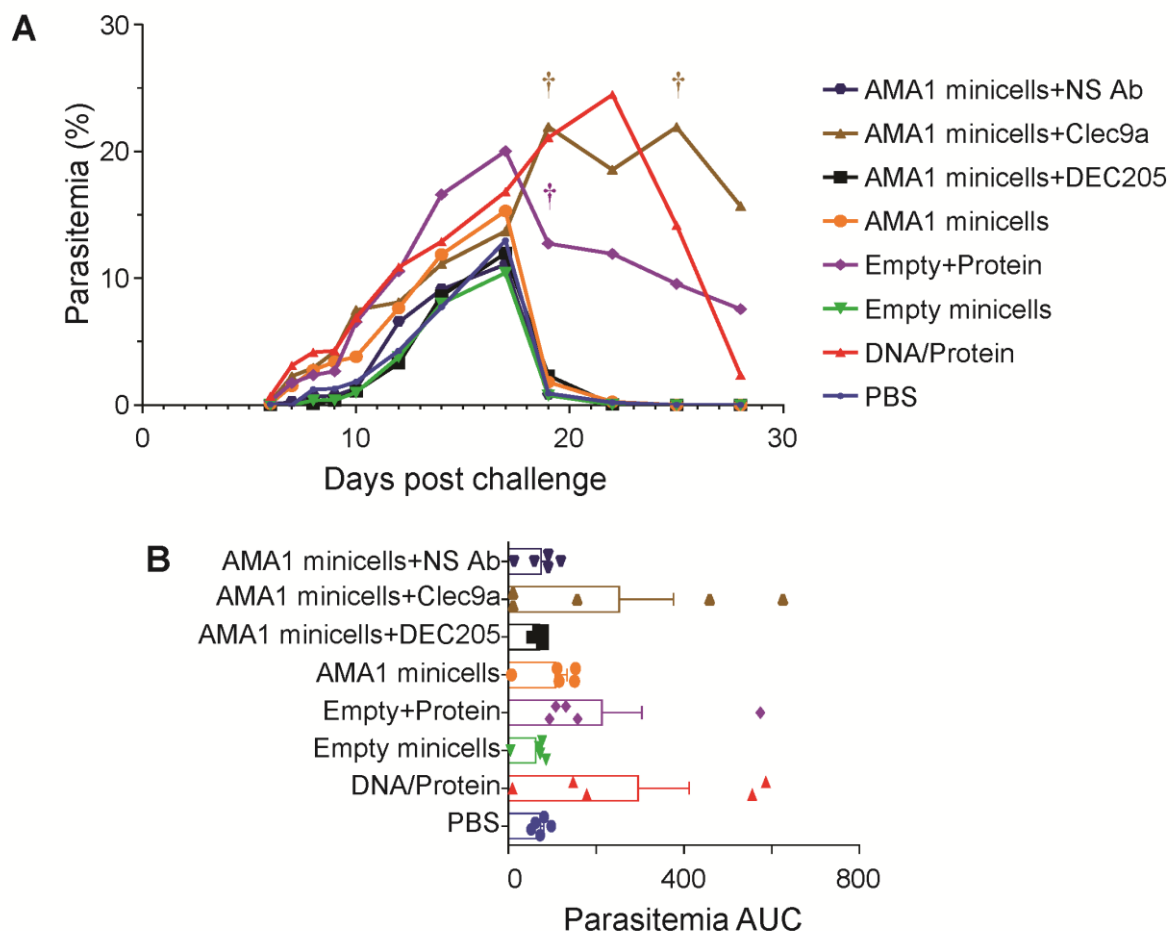 A
30
20
10
0
Parasitemia (%)
†
†
†
0
10
20
30
Days post challenge
AMA1 minicells+NS Ab
AMA1 minicells+Clec9a
AMA1 minicells+DEC205
AMA1 minicells
Empty+Protein
Empty minicells
DNA/Protein
PBS
B
AMA1 minicells+NS Ab
AMA1 minicells+Clec9a
AMA1 minicells+DEC205
AMA1 minicells
Empty+Protein
Empty minicells
DNA/Protein
PBS
0
400
800
Parasitemia AUC